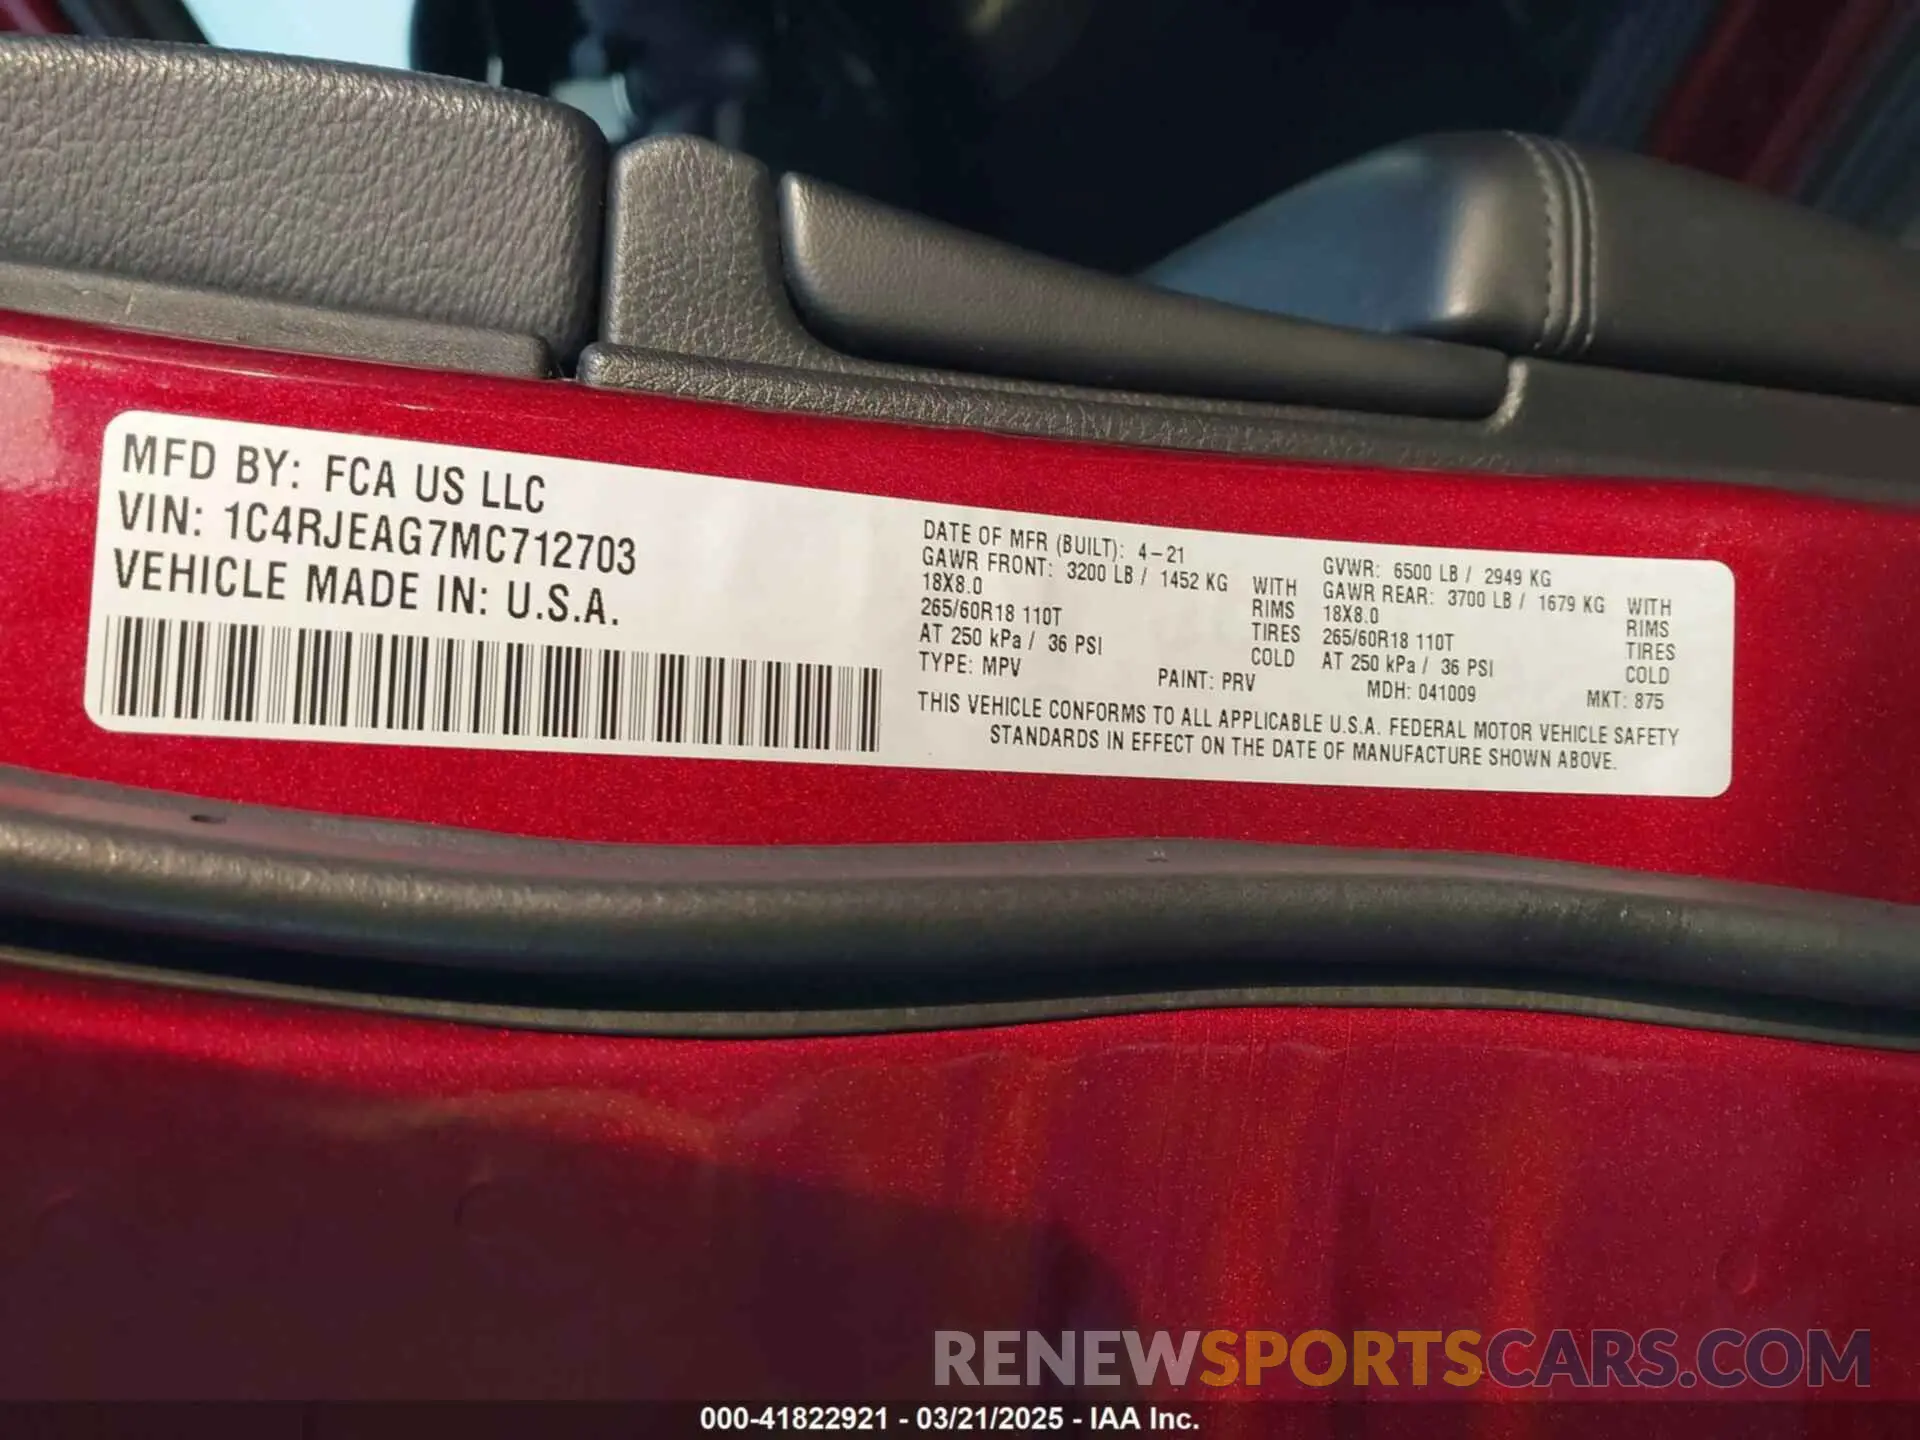 MFD BY: FCA US LLC
VIN: 1C4RJEAG7MC712703
VEHICLE MADE IN: U.S.A.
DATE OF MFR (BUILT): 4-21
GAWR FRONT: 3200 LB / 1452 KG WITH
18X8.0 RIMS
265/60R18 110T TIRES
AT 250 kPa / 36 PSI COLD
GVWR: 6500 LB / 2949 KG
GAWR REAR: 3700 LB / 1679 KG WITH
18X8.0 RIMS
265/60R18 110T TIRES
AT 250 kPa / 36 PSI COLD
TYPE: MPV PAINT: PRV MDH: 041009 MKT: 875
THIS VEHICLE CONFORMS TO ALL APPLICABLE U.S.A. FEDERAL MOTOR VEHICLE SAFETY
STANDARDS IN EFFECT ON THE DATE OF MANUFACTURE SHOWN ABOVE.
RENEWSPORTSCARS.COM
000-41822921 - 03/21/2025 - IAA Inc.